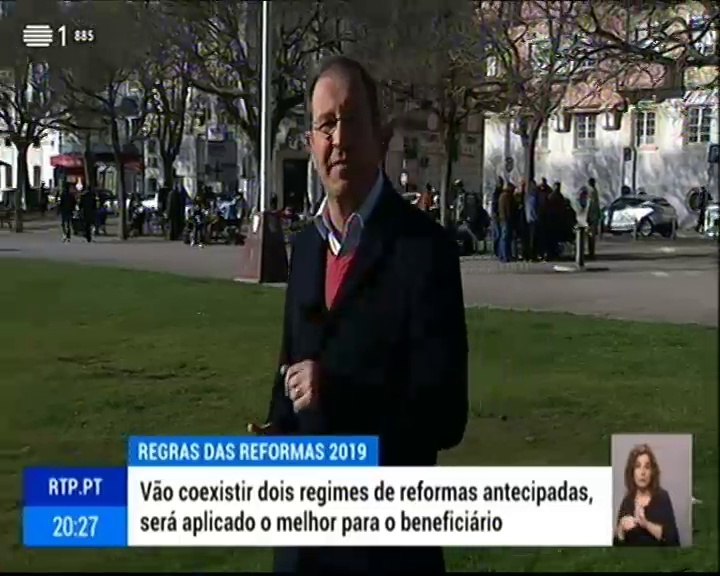 1 885
REGRAS DAS REFORMAS 2019
RTP.PT
Vão coexistir dois regimes de reformas antecipadas,
20:27
será aplicado o melhor para o beneficiário